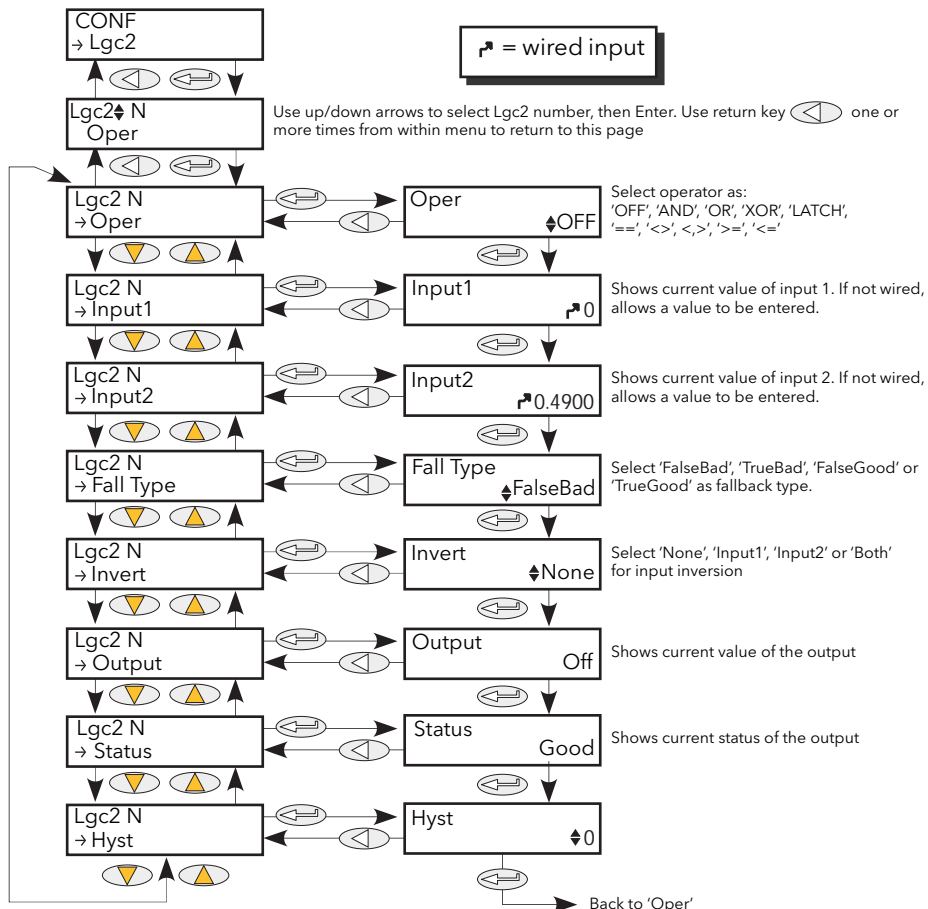 CONF
→ Lgc2
= wired input
Lgc2 N
Oper
Use up/down arrows to select Lgc2 number, then Enter. Use return key one or
more times from within menu to return to this page
Lgc2 N
→Oper
Oper
OFF
Select operator as:
'OFF', 'AND', 'OR', 'XOR', 'LATCH',
'==', '<>', <,>', '>=', '<='
Lgc2 N
→ Input1
Input1
0
Shows current value of input 1. If not wired,
allows a value to be entered.
Lgc2 N
→Input2
Input2
0.4900
Shows current value of input 2. If not wired,
allows a value to be entered.
Lgc2 N
→ Fall Type
Fall Type
FalseBad
Select 'FalseBad', 'TrueBad', 'FalseGood' or
'TrueGood' as fallback type.
Lgc2 N
→ Invert
Invert
None
Select 'None', 'Input1', 'Input2' or 'Both'
for input inversion
Lgc2 N
→ Output
Output
Off
Shows current value of the output
Lgc2 N
→ Status
Status
Good
Shows current status of the output
Lgc2 N
→Hyst
Hyst
0
Back to 'Oper'